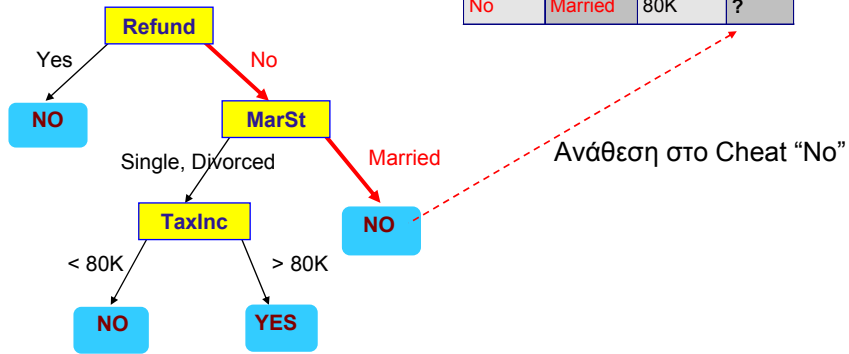 No Married 80K ?
Refund
Yes
No
NO
MarSt
Single, Divorced
Married
Ανάθεση στο Cheat “No”
TaxInc
NO
< 80K
> 80K
NO
YES